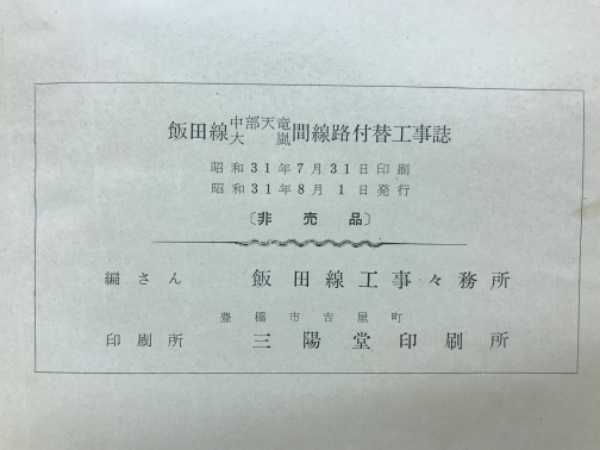 飯田線中部天竜大嵐間線路付替工事誌
昭和31年7月31日印刷
昭和31年8月1日発行
〔非売品〕
編さん 飯田線工事々務所
豊橋市吉屋町
印刷所 三陽堂印刷所